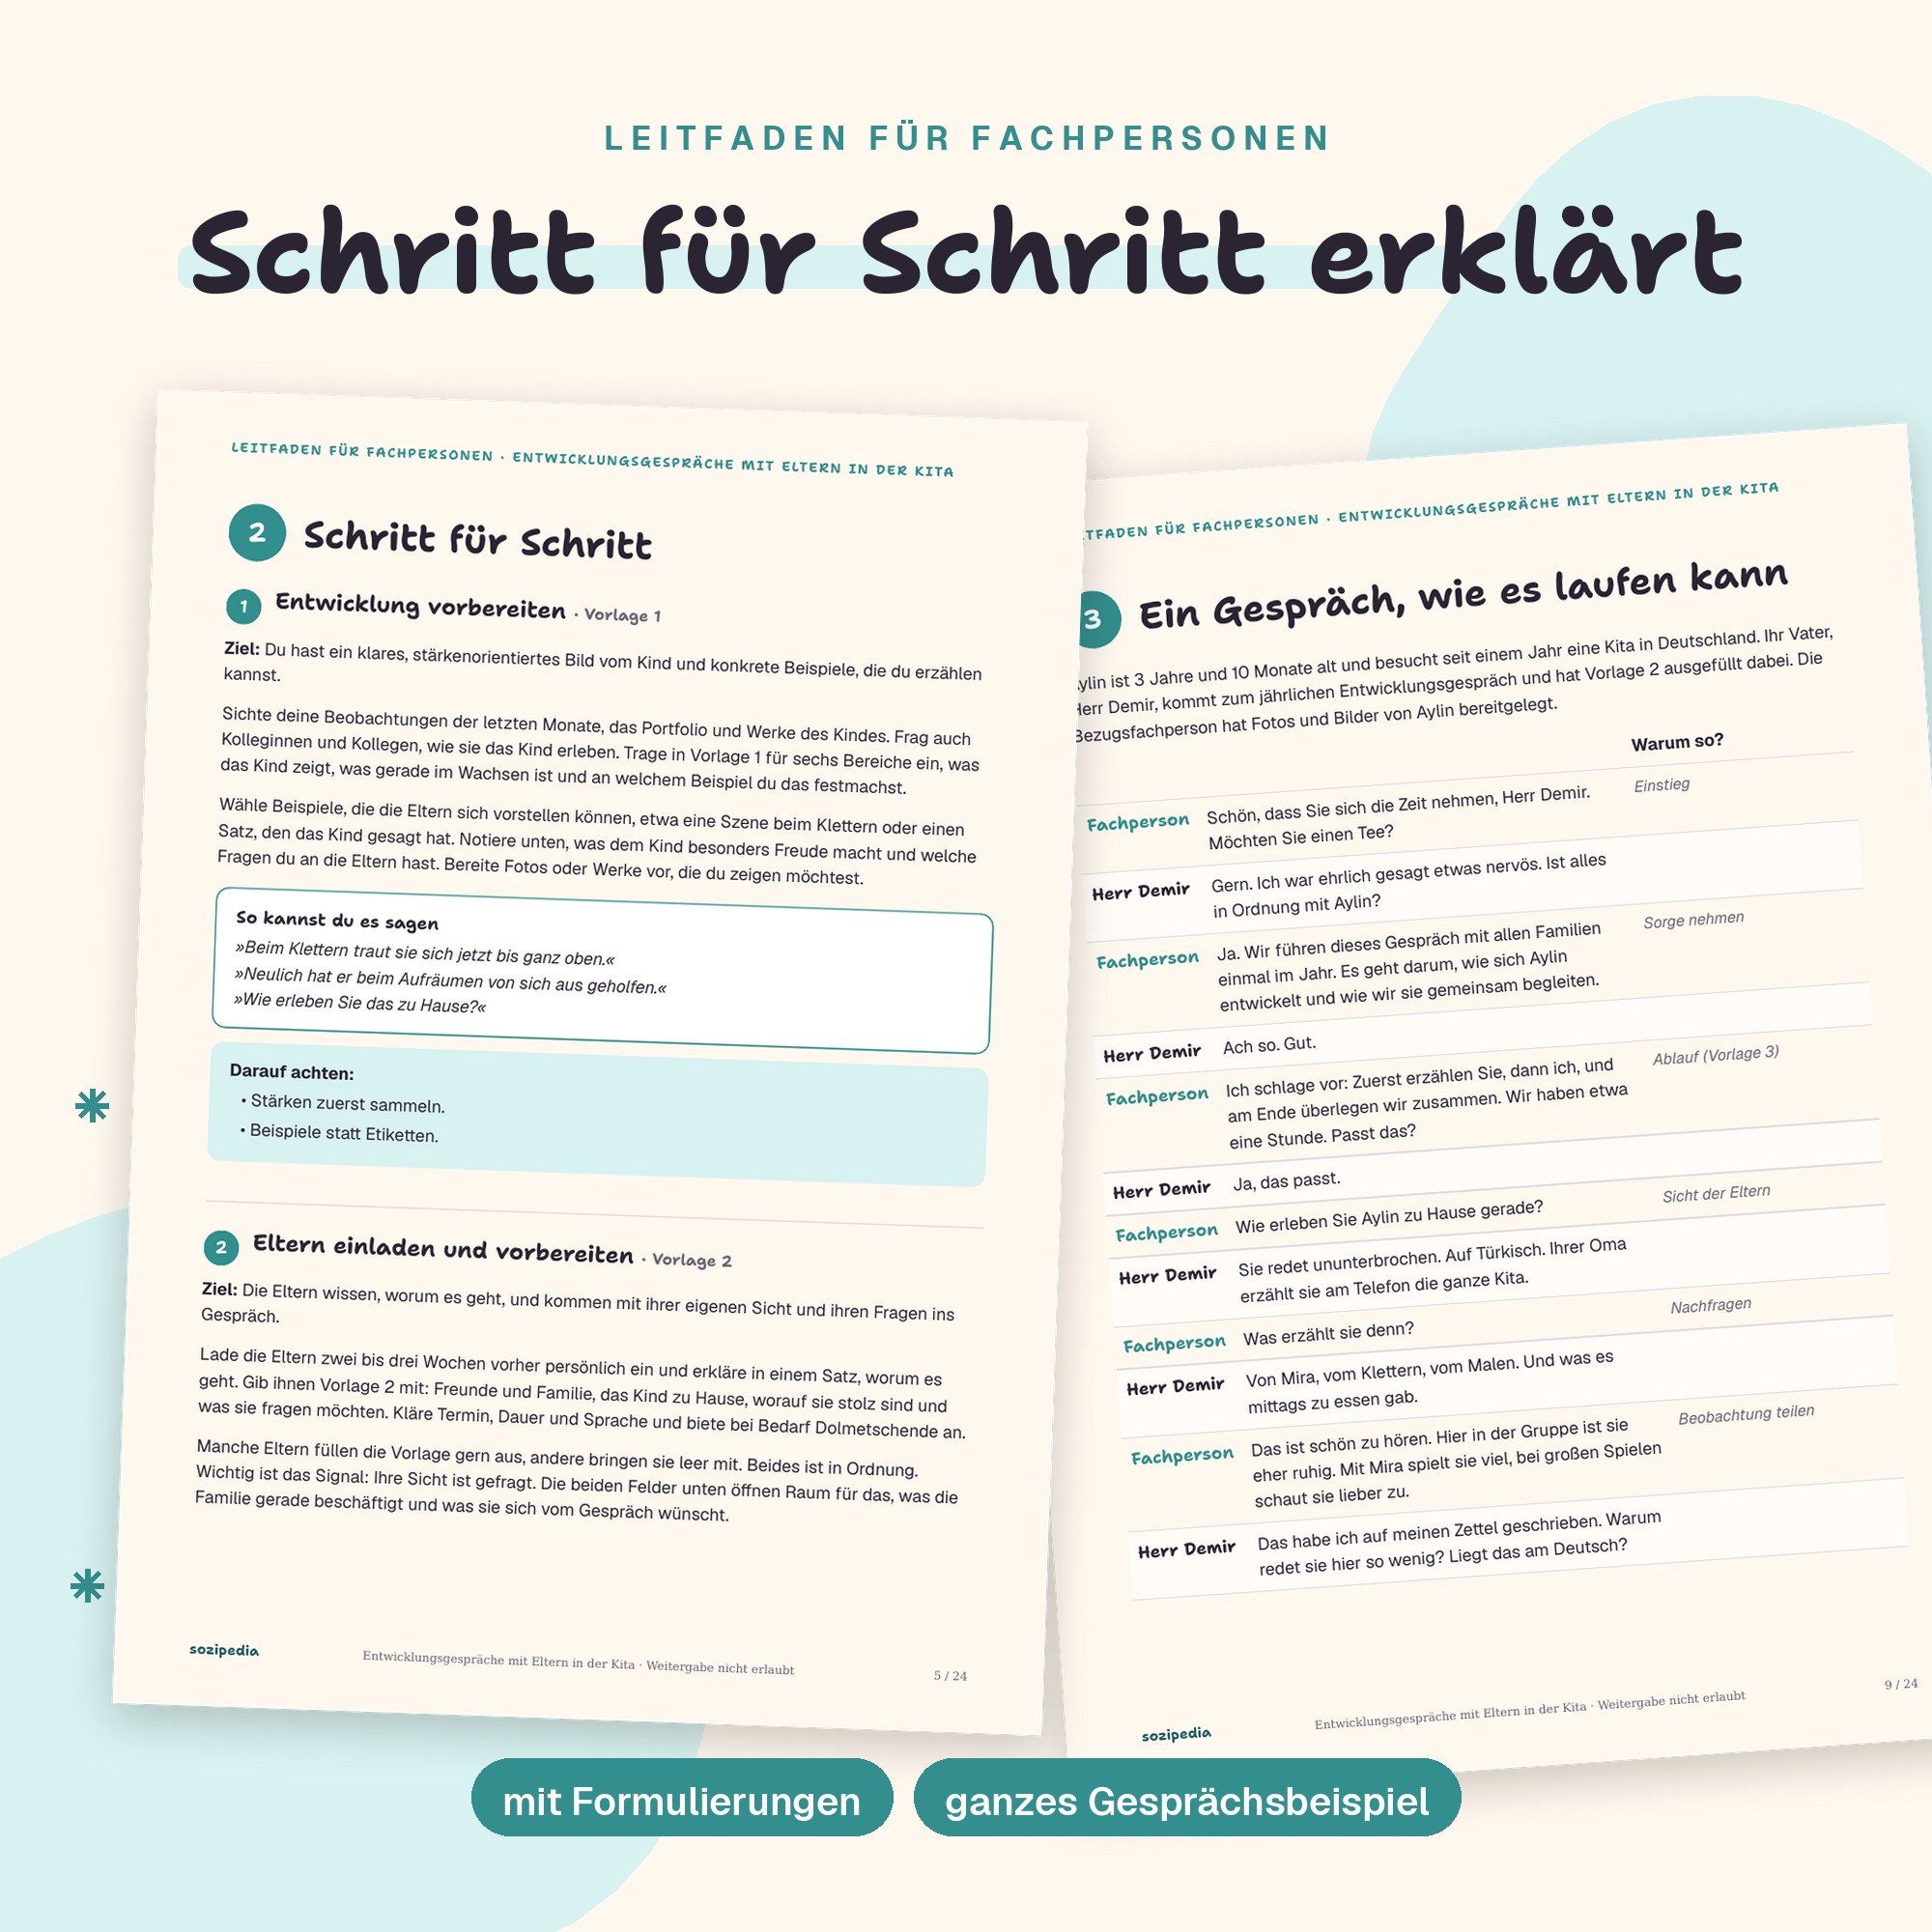 LEITFADEN FÜR FACHPERSONEN
Schritt für Schritt erklärt
LEITFADEN FÜR FACHPERSONEN · ENTWICKLUNGSGESPRÄCHE MIT ELTERN IN DER KITA
2 Schritt für Schritt
1 Entwicklung vorbereiten · Vorlage 1
Ziel: Du hast ein klares, stärkenorientiertes Bild vom Kind und konkrete Beispiele, die du erzählen
kannst.
Sichte deine Beobachtungen der letzten Monate, das Portfolio und Werke des Kindes. Frag auch
Kolleginnen und Kollegen, wie sie das Kind erleben. Trage in Vorlage 1 für sechs Bereiche ein, was
das Kind zeigt, was gerade im Wachsen ist und an welchem Beispiel du das festmachst.
Wähle Beispiele, die die Eltern sich vorstellen können, etwa eine Szene beim Klettern oder einen
Satz, den das Kind gesagt hat. Notiere unten, was dem Kind besonders Freude macht und welche
Fragen du an die Eltern hast. Bereite Fotos oder Werke vor, die du zeigen möchtest.
So kannst du es sagen
»Beim Klettern traut sie sich jetzt bis ganz oben.«
»Neulich hat er beim Aufräumen von sich aus geholfen.«
»Wie erleben Sie das zu Hause?«
Darauf achten:
• Stärken zuerst sammeln.
• Beispiele statt Etiketten.
2 Eltern einladen und vorbereiten · Vorlage 2
Ziel: Die Eltern wissen, worum es geht, und kommen mit ihrer eigenen Sicht und ihren Fragen ins
Gespräch.
Lade die Eltern zwei bis drei Wochen vorher persönlich ein und erkläre in einem Satz, worum es
geht. Gib ihnen Vorlage 2 mit: Freunde und Familie, das Kind zu Hause, worauf sie stolz sind und
was sie fragen möchten. Kläre Termin, Dauer und Sprache und biete bei Bedarf Dolmetschende an.
Manche Eltern füllen die Vorlage gern aus, andere bringen sie leer mit. Beides ist in Ordnung.
Wichtig ist das Signal: Ihre Sicht ist gefragt. Die beiden Felder unten öffnen Raum für das, was die
Familie gerade beschäftigt und was sie sich vom Gespräch wünscht.
sozipedia Entwicklungsgespräche mit Eltern in der Kita · Weitergabe nicht erlaubt 5 / 24
FÜR FACHPERSONEN · ENTWICKLUNGSGESPRÄCHE MIT ELTERN IN DER KITA
3 Ein Gespräch, wie es laufen kann
ylin ist 3 Jahre und 10 Monate alt und besucht seit einem Jahr eine Kita in Deutschland. Ihr Vater,
Herr Demir, kommt zum jährlichen Entwicklungsgespräch und hat Vorlage 2 ausgefüllt dabei. Die
Bezugsfachperson hat Fotos und Bilder von Aylin bereitgelegt.
Warum so?
Fachperson Schön, dass Sie sich die Zeit nehmen, Herr Demir. Einstieg
Möchten Sie einen Tee?
Herr Demir Gern. Ich war ehrlich gesagt etwas nervös. Ist alles
in Ordnung mit Aylin?
Fachperson Ja. Wir führen dieses Gespräch mit allen Familien Sorge nehmen
einmal im Jahr. Es geht darum, wie sich Aylin
entwickelt und wie wir sie gemeinsam begleiten.
Herr Demir Ach so. Gut.
Fachperson Ich schlage vor: Zuerst erzählen Sie, dann ich, und Ablauf (Vorlage 3)
am Ende überlegen wir zusammen. Wir haben etwa
eine Stunde. Passt das?
Herr Demir Ja, das passt.
Fachperson Wie erleben Sie Aylin zu Hause gerade? Sicht der Eltern
Herr Demir Sie redet ununterbrochen. Auf Türkisch. Ihrer Oma
erzählt sie am Telefon die ganze Kita.
Fachperson Was erzählt sie denn? Nachfragen
Herr Demir Von Mira, vom Klettern, vom Malen. Und was es
mittags zu essen gab.
Fachperson Das ist schön zu hören. Hier in der Gruppe ist sie Beobachtung teilen
eher ruhig. Mit Mira spielt sie viel, bei großen Spielen
schaut sie lieber zu.
Herr Demir Das habe ich auf meinen Zettel geschrieben. Warum
redet sie hier so wenig? Liegt das am Deutsch?
sozipedia Entwicklungsgespräche mit Eltern in der Kita · Weitergabe nicht erlaubt 9 / 24
mit Formulierungen
ganzes Gesprächsbeispiel